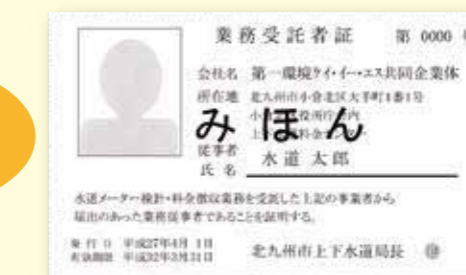 業務受託者証 第 0000
会社名 第一環境ケイ・イー・エス共同企業体
所在地 北九州市小倉北区大手町1番1号
みほん
従事者
氏名 水道太郎
水道メーター検針・料金徴収業務を受託した上記の事業者から
届出のあった業務従事者であることを証明する。
発行日 平成27年4月1日
有効期限 平成32年3月31日
北九州市上下水道局長 印